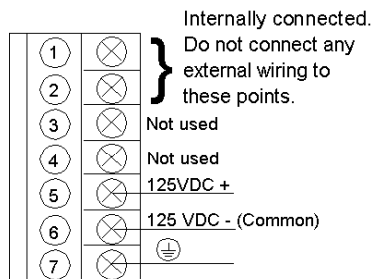 Internally connected.
Do not connect any
external wiring to
these points.
1
2
3 Not used
4 Not used
5 125VDC +
6 125 VDC - (Common)
7